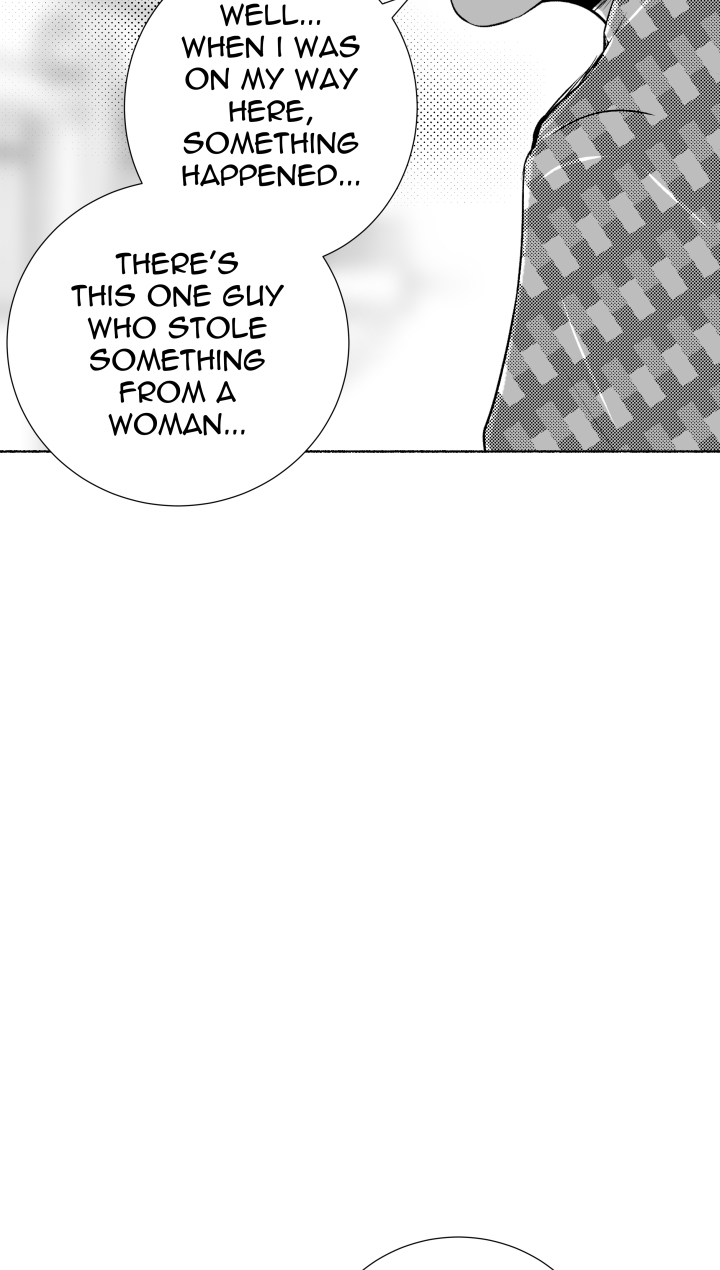 WELL...
WHEN I WAS
ON MY WAY
HERE,
SOMETHING
HAPPENED...
THERE'S
THIS ONE GUY
WHO STOLE
SOMETHING
FROM A
WOMAN...